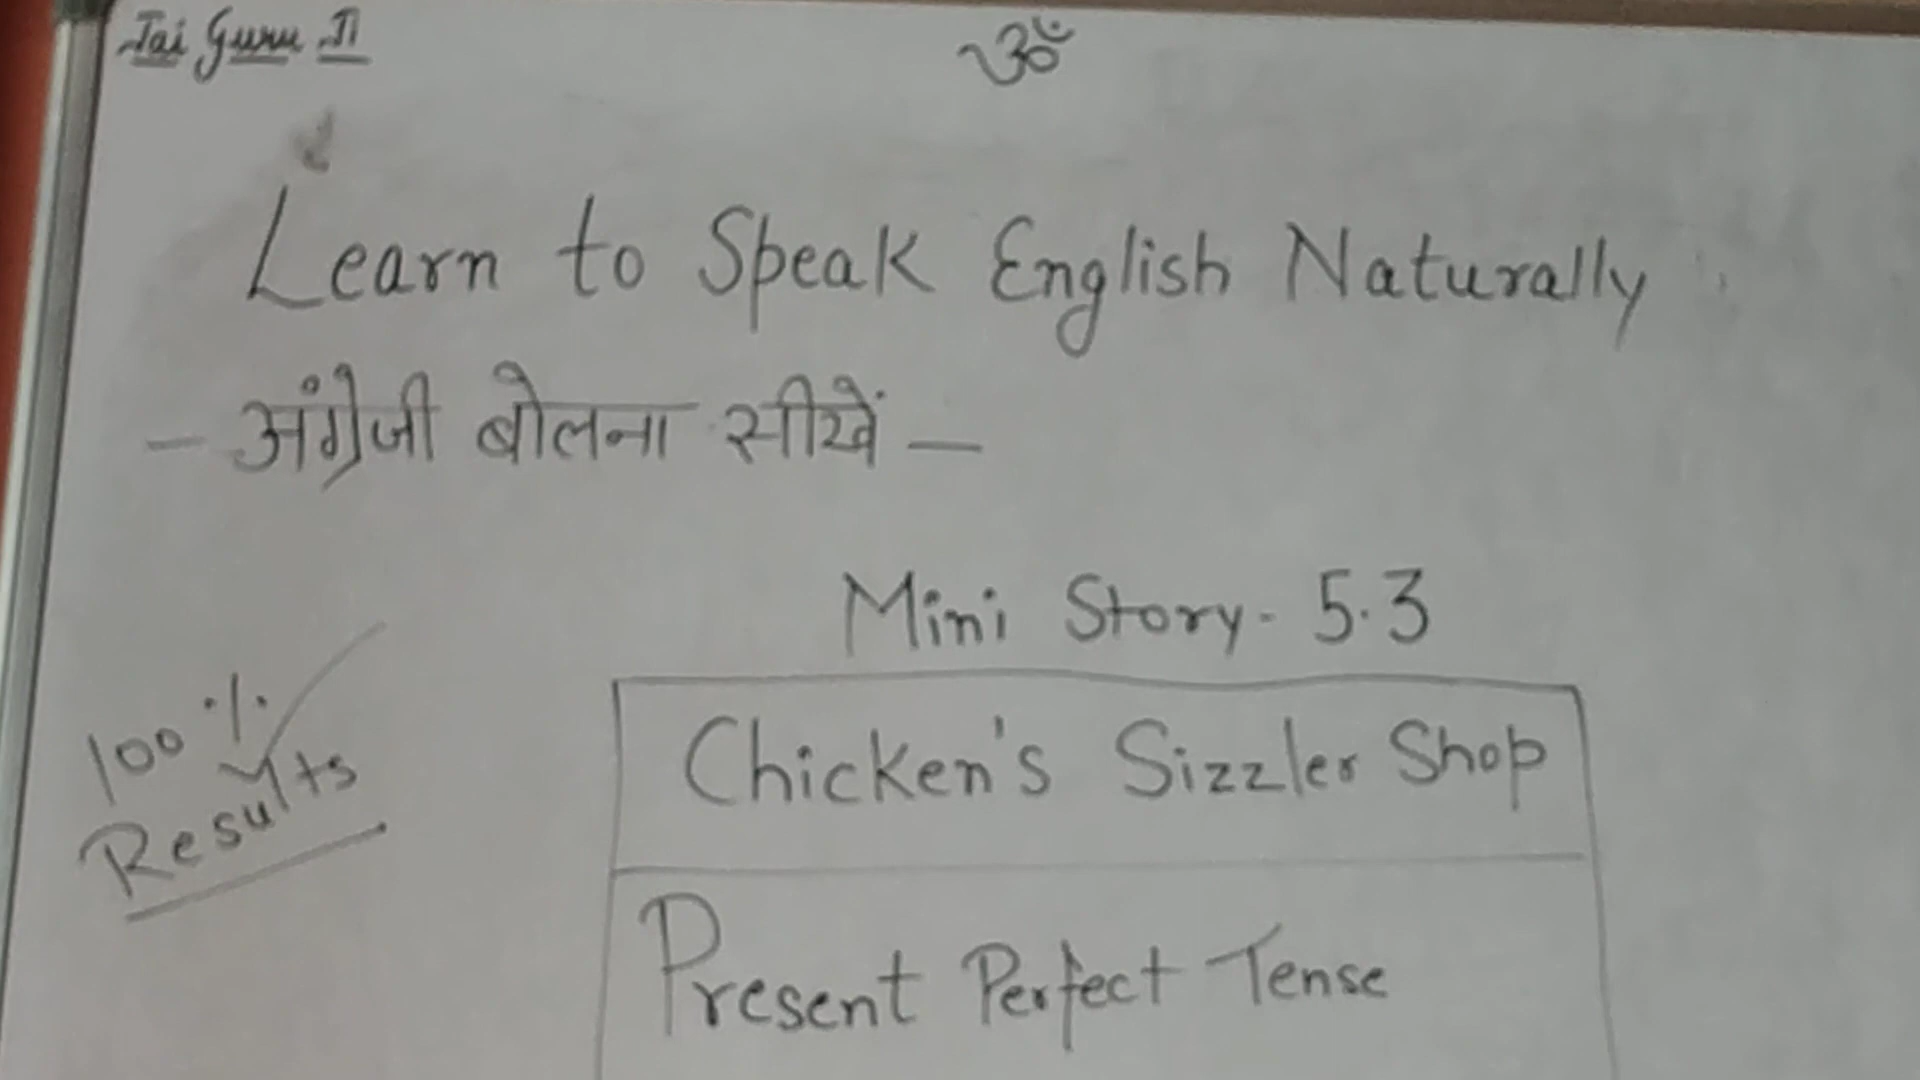 Jai Guru Ji
ॐ
Learn to Speak English Naturally
- अंग्रेजी बोलना सीखें -
Mini Story - 5.3
100 %
Results
Chicken's Sizzler Shop
Present Perfect Tense